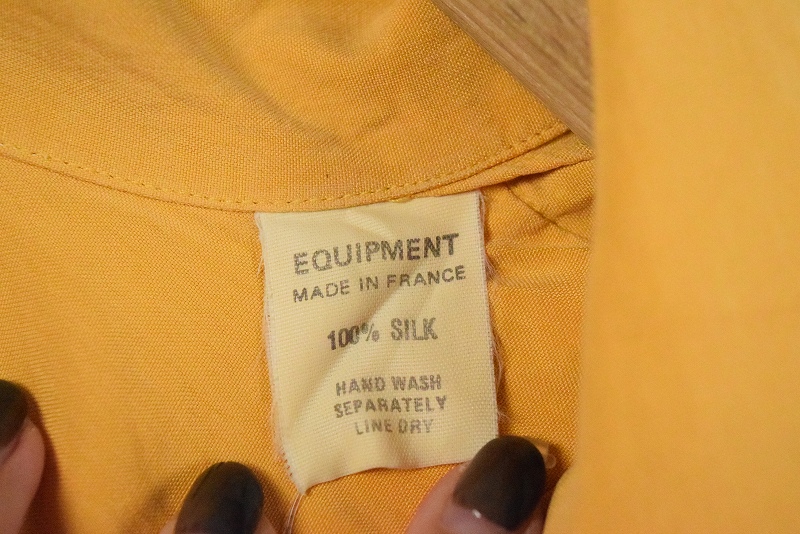 EQUIPMENT
MADE IN FRANCE
100% SILK
HAND WASH
SEPARATELY
LINE DRY